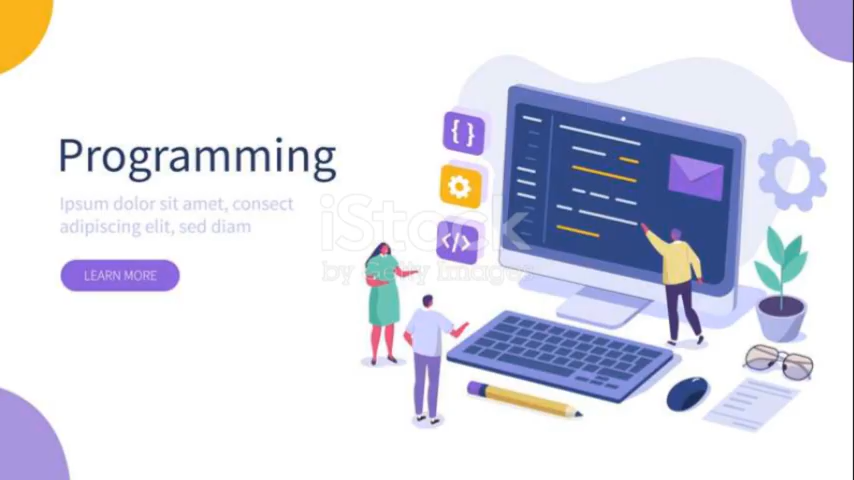 Programming
Ipsum dolor sit amet, consect
adipiscing elit, sed diam
LEARN MORE
{}
</>
iStock
by Getty Images